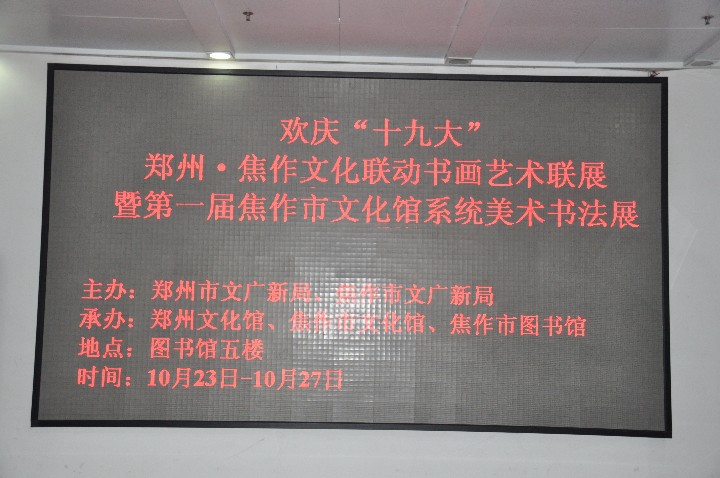 欢庆“十九大”
郑州·焦作文化联动书画艺术联展
暨第一届焦作市文化馆系统美术书法展
主办：郑州市文广新局、焦作市文广新局
承办：郑州文化馆、焦作市文化馆、焦作市图书馆
地点：图书馆五楼
时间：10月23日-10月27日